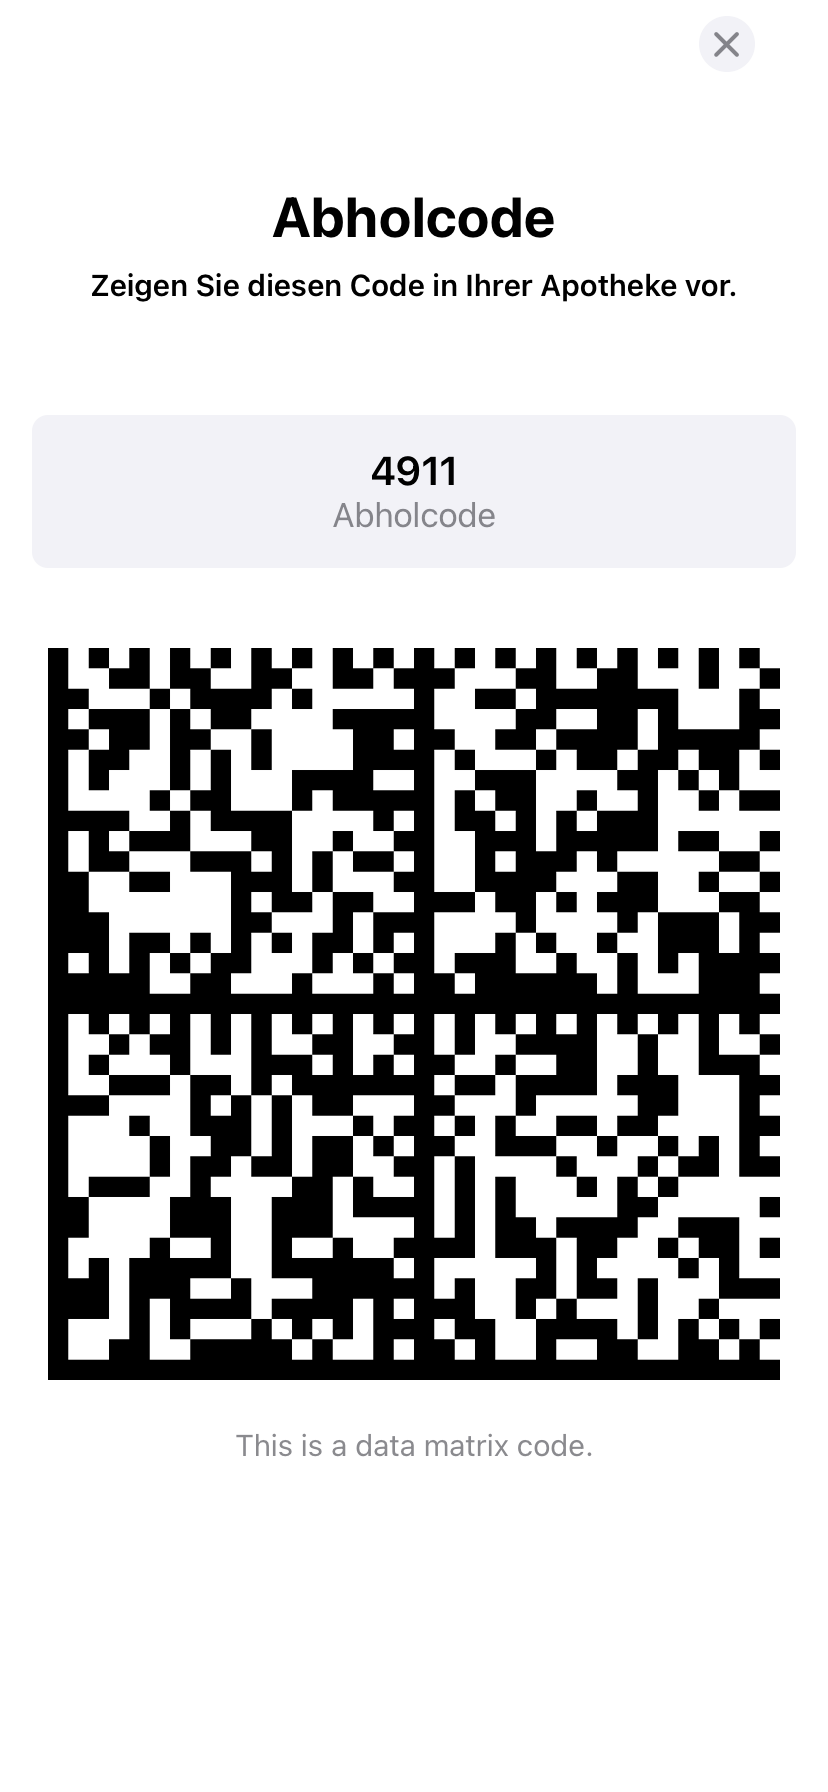 Abholcode
Zeigen Sie diesen Code in Ihrer Apotheke vor.
4911
Abholcode
This is a data matrix code.